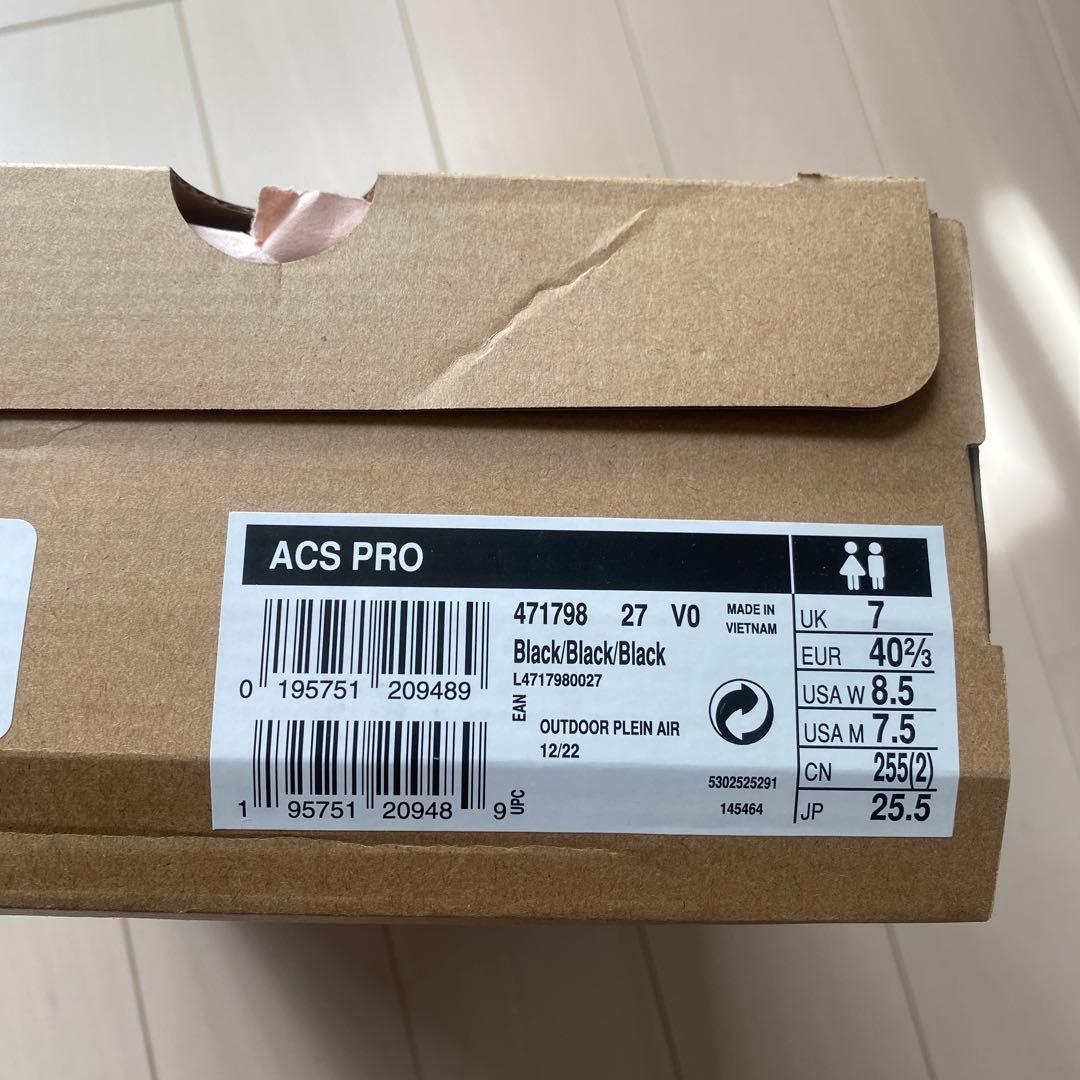 ACS PRO
0 195751 209489
EAN
1 95751 20948 9
UPC
471798 27 V0
Black/Black/Black
L4717980027
OUTDOOR PLEIN AIR
12/22
MADE IN
VIETNAM
5302525291
145464
UK 7
EUR 40⅔
USA W 8.5
USA M 7.5
CN 255(2)
JP 25.5